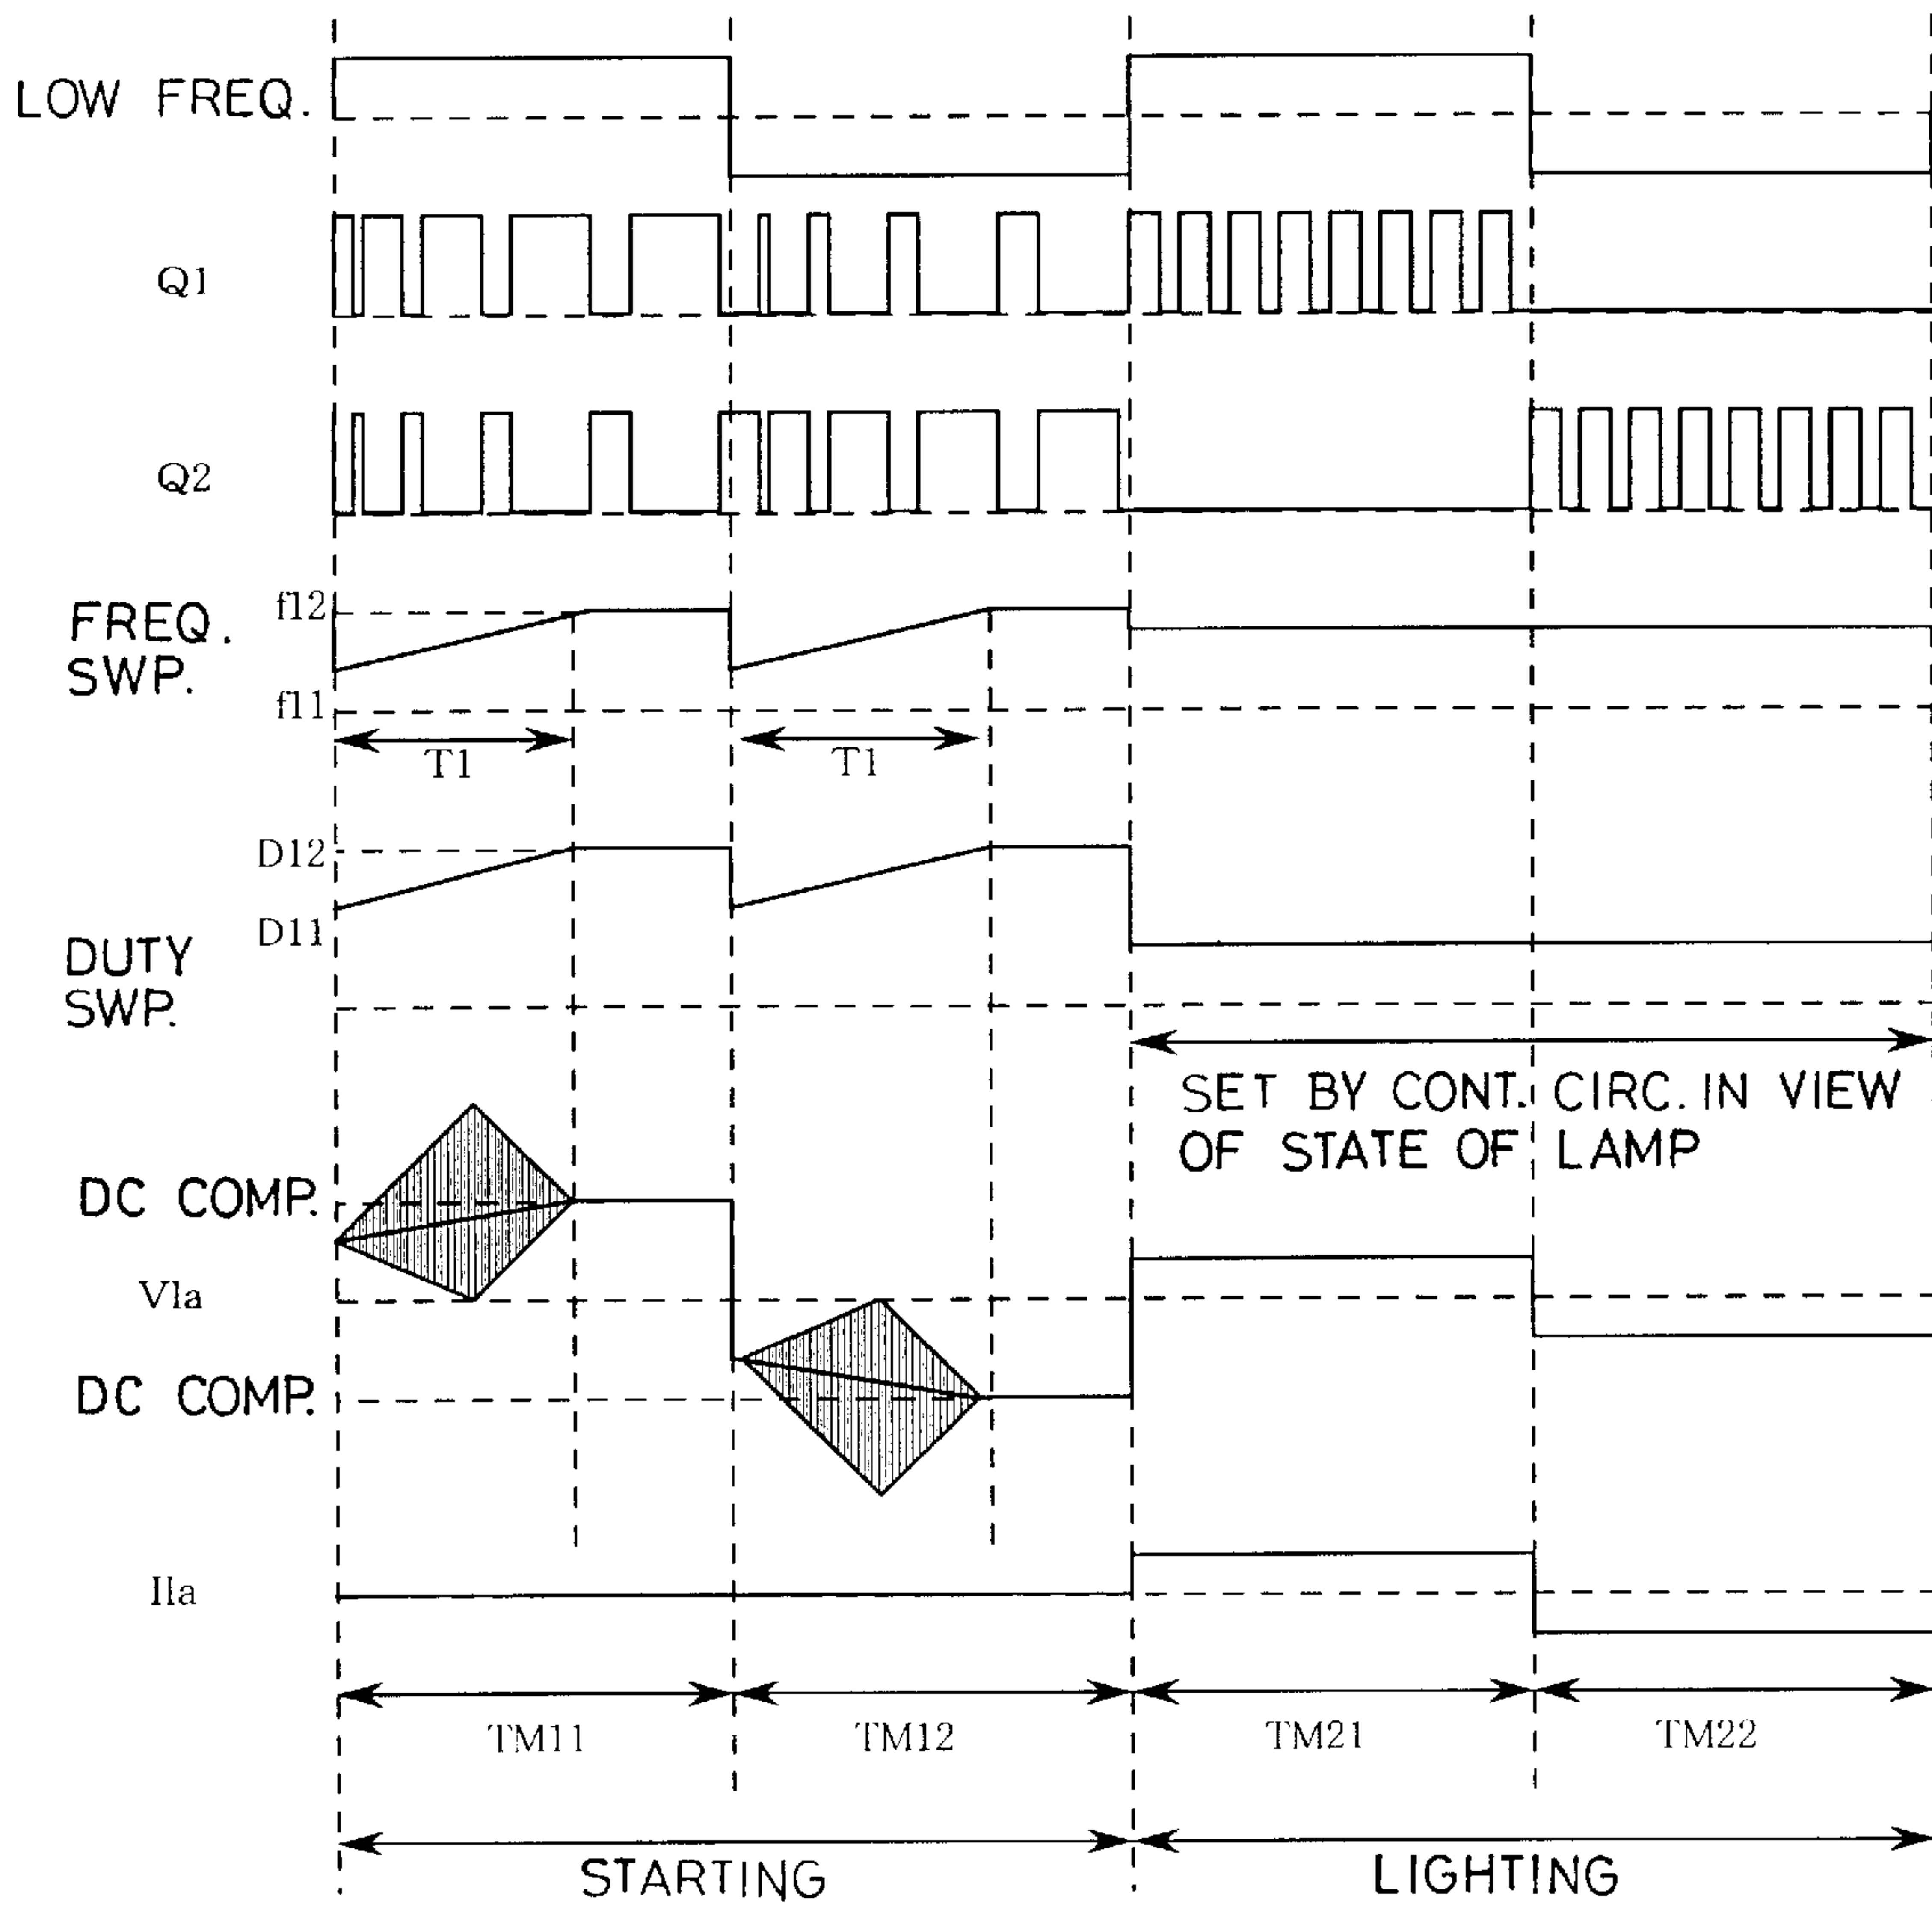 LOW FREQ.
Q1
Q2
f12
FREQ.
SWP.
f11
T1 T1
D12
D11
DUTY
SWP.
SET BY CONT. CIRC. IN VIEW
OF STATE OF LAMP
DC COMP.
Vla
DC COMP.
Ila
TM11 TM12 TM21 TM22
STARTING LIGHTING